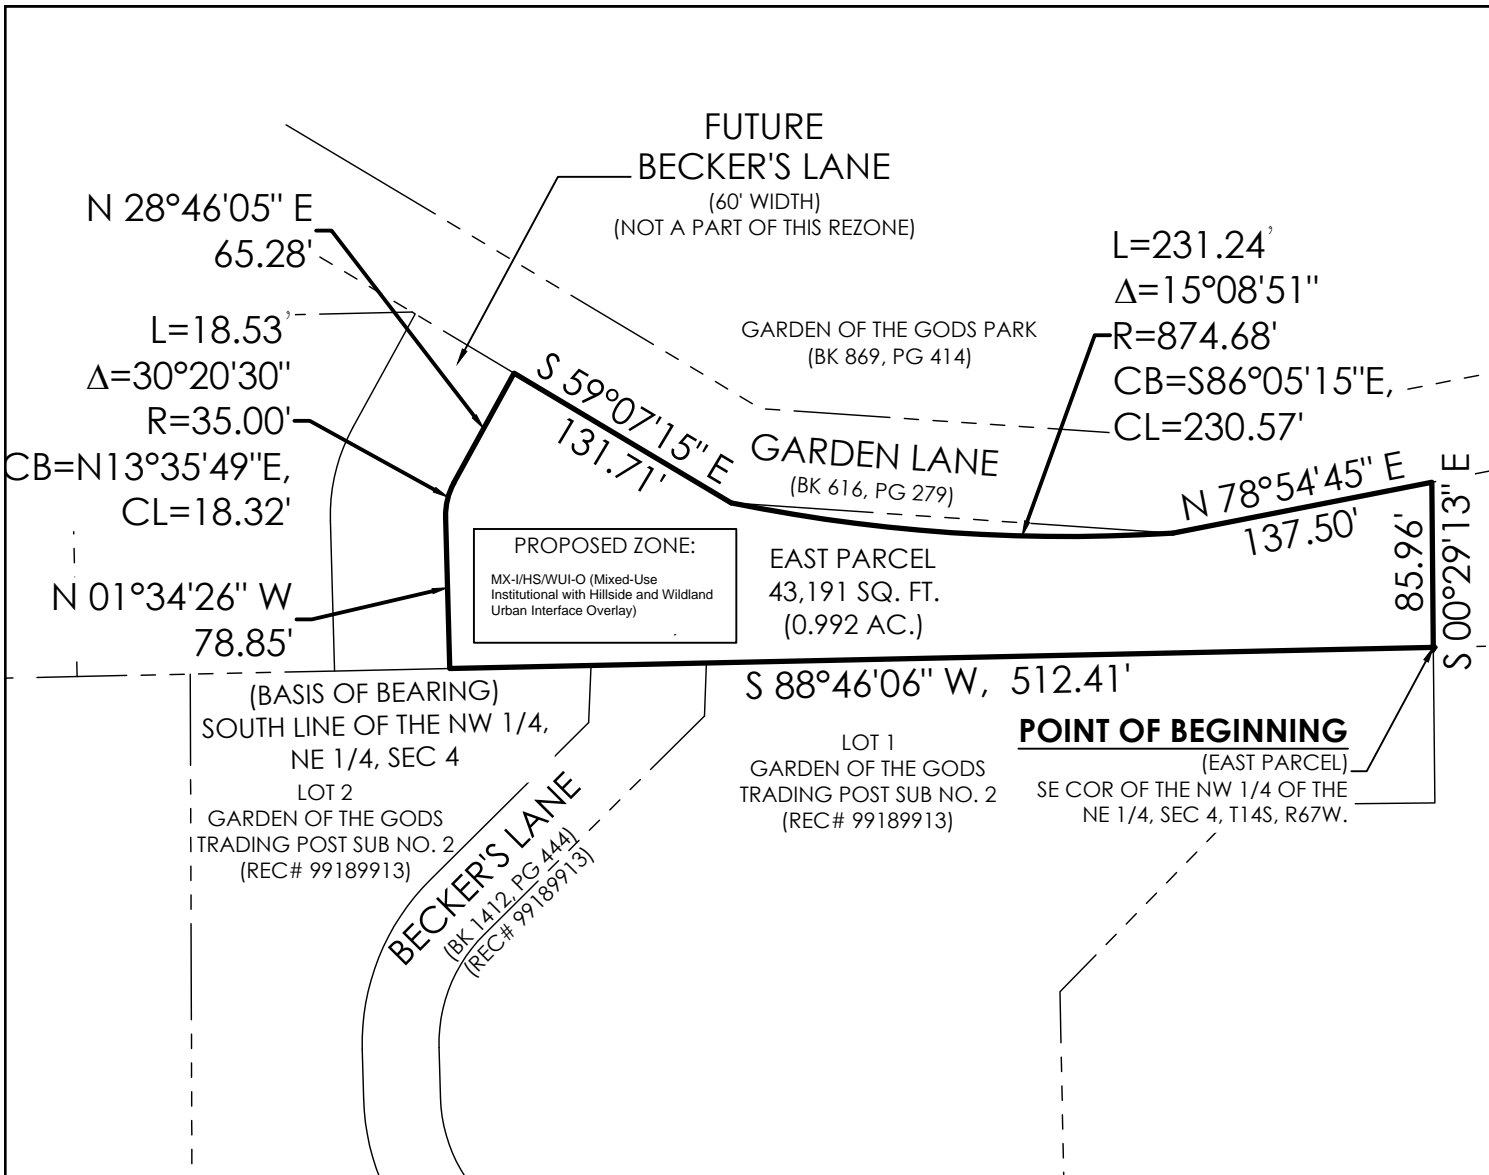 FUTURE
BECKER'S LANE
(60' WIDTH)
(NOT A PART OF THIS REZONE)
N 28°46'05" E
65.28'
L=18.53'
Δ=30°20'30"
R=35.00'
CB=N13°35'49"E,
CL=18.32'
N 01°34'26" W
78.85'
S 59°07'15" E
131.71'
GARDEN OF THE GODS PARK
(BK 869, PG 414)
L=231.24'
Δ=15°08'51"
R=874.68'
CB=S86°05'15"E,
CL=230.57'
GARDEN LANE
(BK 616, PG 279)
N 78°54'45" E
137.50'
85.96'
S 00°29'13" E
PROPOSED ZONE:
MX-I/HS/WUI-O (Mixed-Use
Institutional with Hillside and Wildland
Urban Interface Overlay)
EAST PARCEL
43,191 SQ. FT.
(0.992 AC.)
S 88°46'06" W, 512.41'
(BASIS OF BEARING)
SOUTH LINE OF THE NW 1/4,
NE 1/4, SEC 4
LOT 2
GARDEN OF THE GODS
TRADING POST SUB NO. 2
(REC# 99189913)
BECKER'S LANE
(BK 1412, PG 444)
(REC# 99189913)
LOT 1
GARDEN OF THE GODS
TRADING POST SUB NO. 2
(REC# 99189913)
POINT OF BEGINNING
(EAST PARCEL)
SE COR OF THE NW 1/4 OF THE
NE 1/4, SEC 4, T14S, R67W.